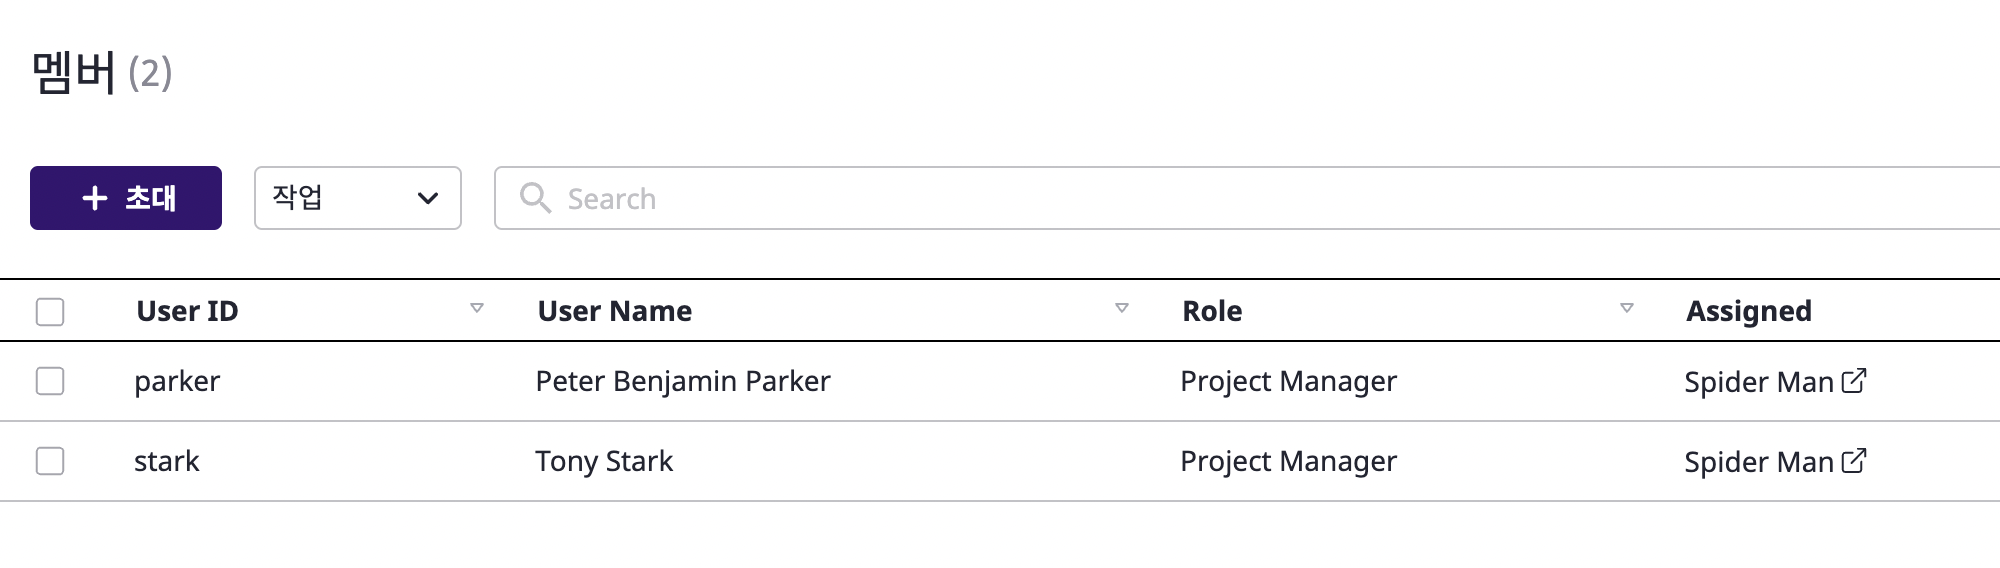 멤버 (2)
+ 초대 작업 Search
User ID User Name Role Assigned
parker Peter Benjamin Parker Project Manager Spider Man
stark Tony Stark Project Manager Spider Man